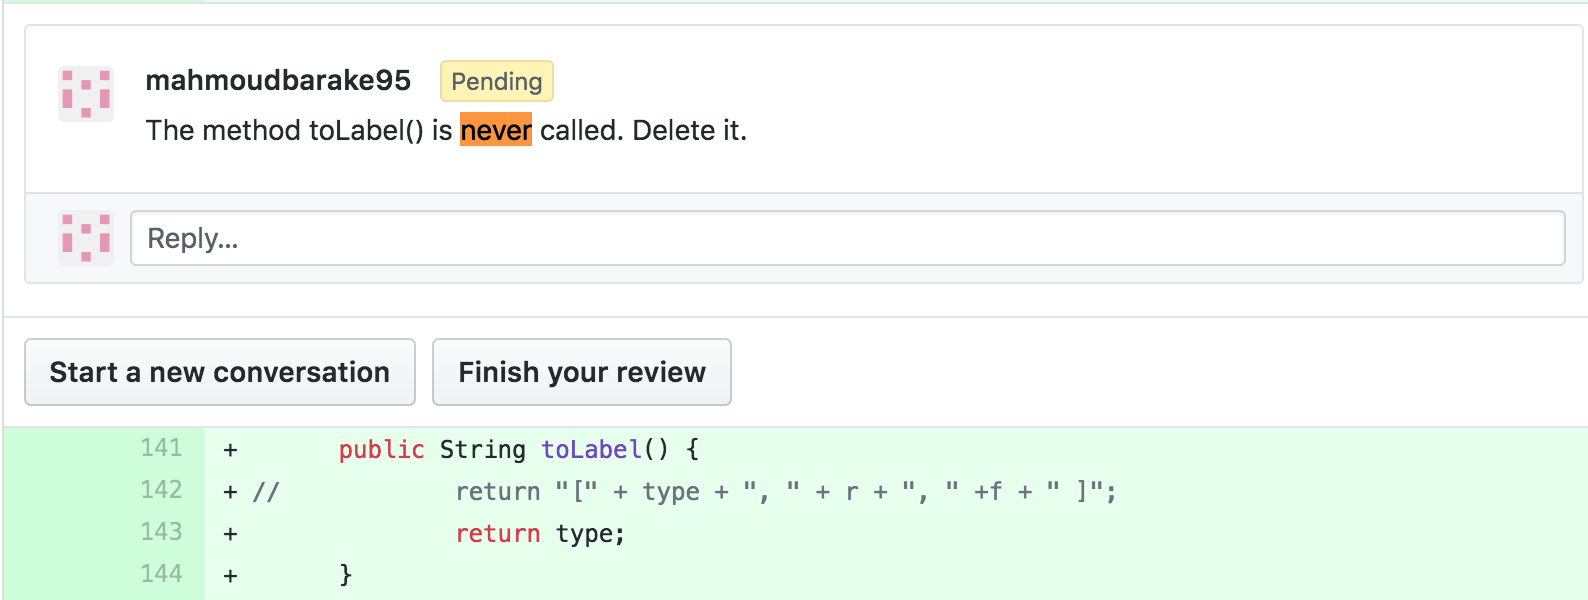 mahmoudbarake95 Pending
The method toLabel() is never called. Delete it.
Reply...
Start a new conversation Finish your review
141 + public String toLabel() {
142 + // return "[" + type + ", " + r + ", " +f + " ]";
143 + return type;
144 + }